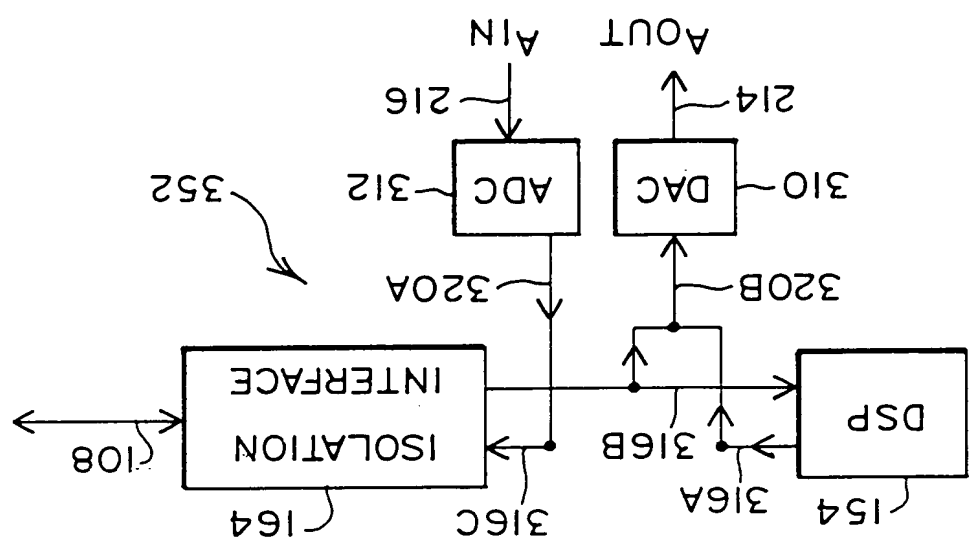 154
316A
316C
164
DSP
316B
ISOLATION
INTERFACE
108
320B
320A
352
310
DAC
ADC
312
214
216
AOUT
AIN